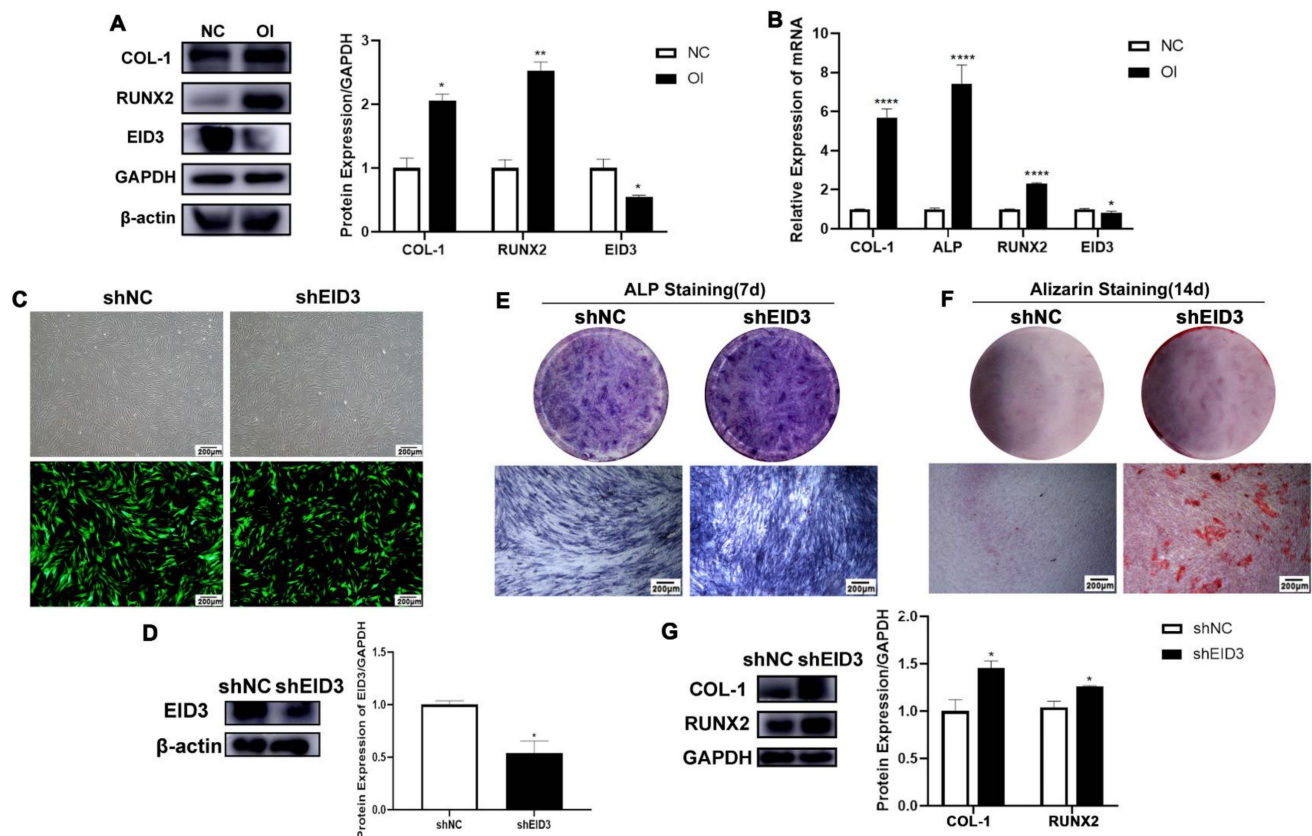 A
NC OI
COL-1
RUNX2
EID3
GAPDH
β-actin
Protein Expression/GAPDH
3
2
1
0
COL-1 RUNX2 EID3
* ** *
NC
OI
B
Relative Expression of mRNA
10
8
6
4
2
0
COL-1 ALP RUNX2 EID3
**** **** **** *
NC
OI
C
shNC shEID3
200μm 200μm
200μm 200μm
E
ALP Staining(7d)
shNC shEID3
200μm 200μm
F
Alizarin Staining(14d)
shNC shEID3
200μm 200μm
D
shNC shEID3
EID3
β-actin
Protein Expression of EID3/GAPDH
1.5
1.0
0.5
0.0
shNC shEID3
*
G
shNC shEID3
COL-1
RUNX2
GAPDH
Protein Expression/GAPDH
2.0
1.5
1.0
0.5
0.0
COL-1 RUNX2
* *
shNC
shEID3